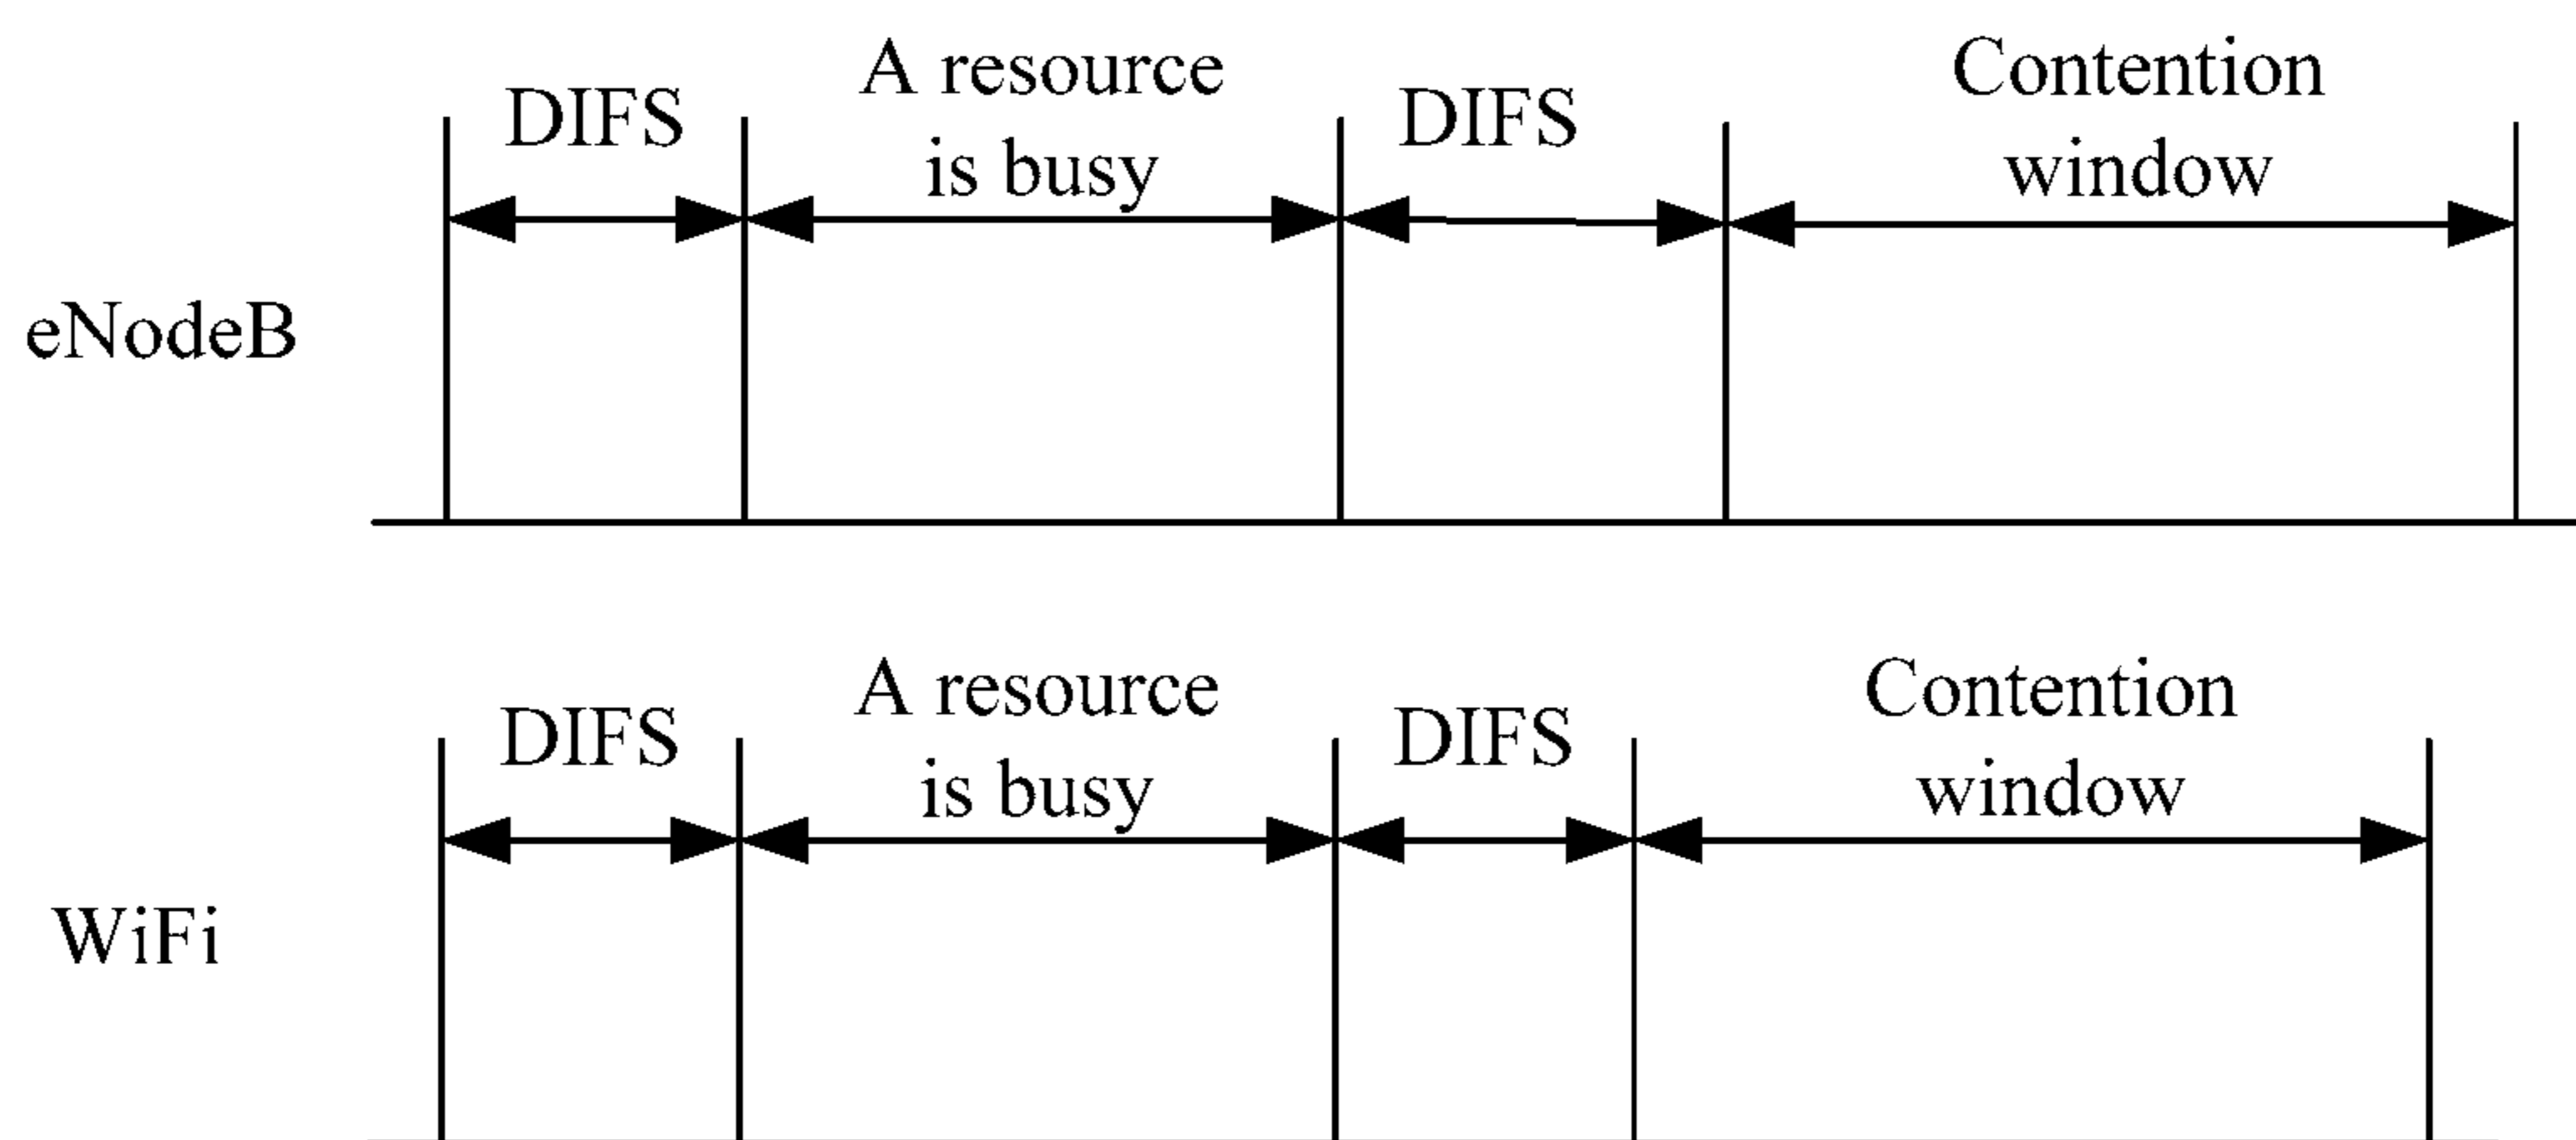 DIFS
A resource
is busy
DIFS
Contention
window
eNodeB
DIFS
A resource
is busy
DIFS
Contention
window
WiFi